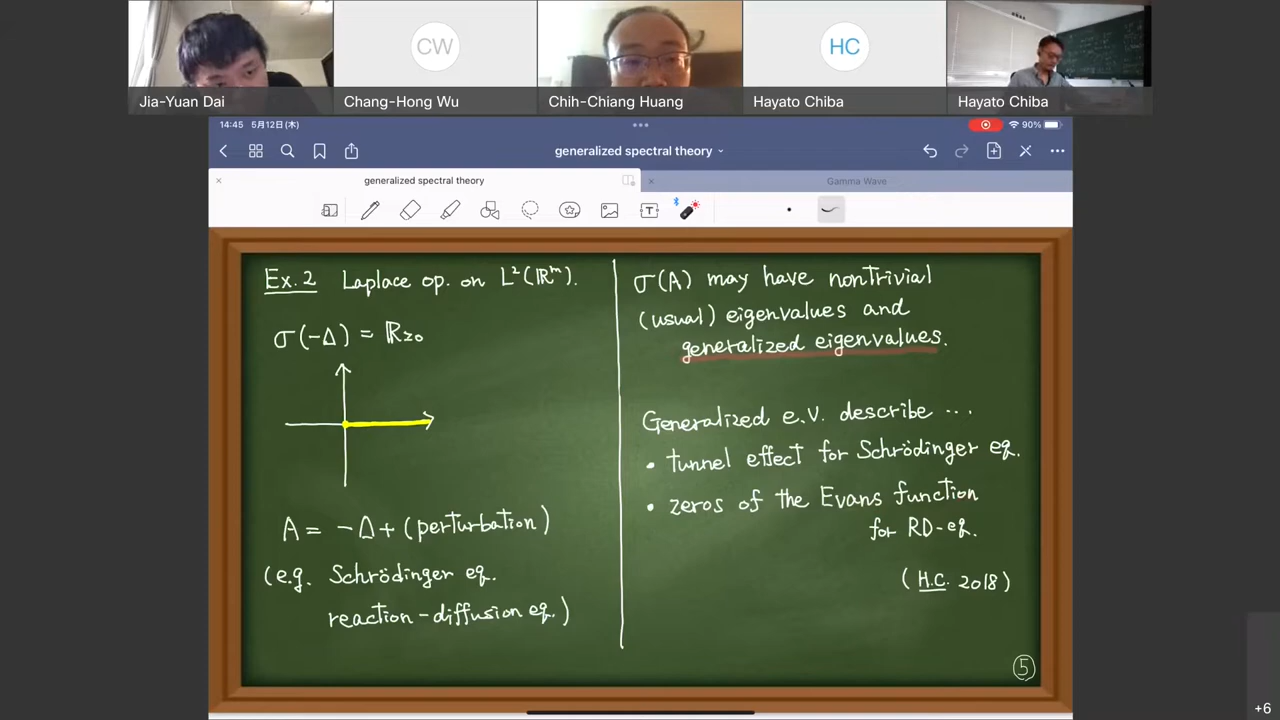 CW
HC
Jia-Yuan Dai
Chang-Hong Wu
Chih-Chiang Huang
Hayato Chiba
Hayato Chiba
14:45 5月12日(木)
90%
generalized spectral theory
generalized spectral theory
Gamma Wave
Ex.2 Laplace op. on L²(ℝᵐ).
σ(-Δ) = ℝ≥0
A = -Δ + (perturbation)
(e.g. Schrödinger eq.
reaction-diffusion eq.)
σ(A) may have nonTrivial
(usual) eigenvalues and
generalized eigenvalues.
Generalized e.V. describe ...
• tunnel effect for Schrödinger eq.
• zeros of the Evans function
for RD-eq.
(H.C. 2018)
5
+6